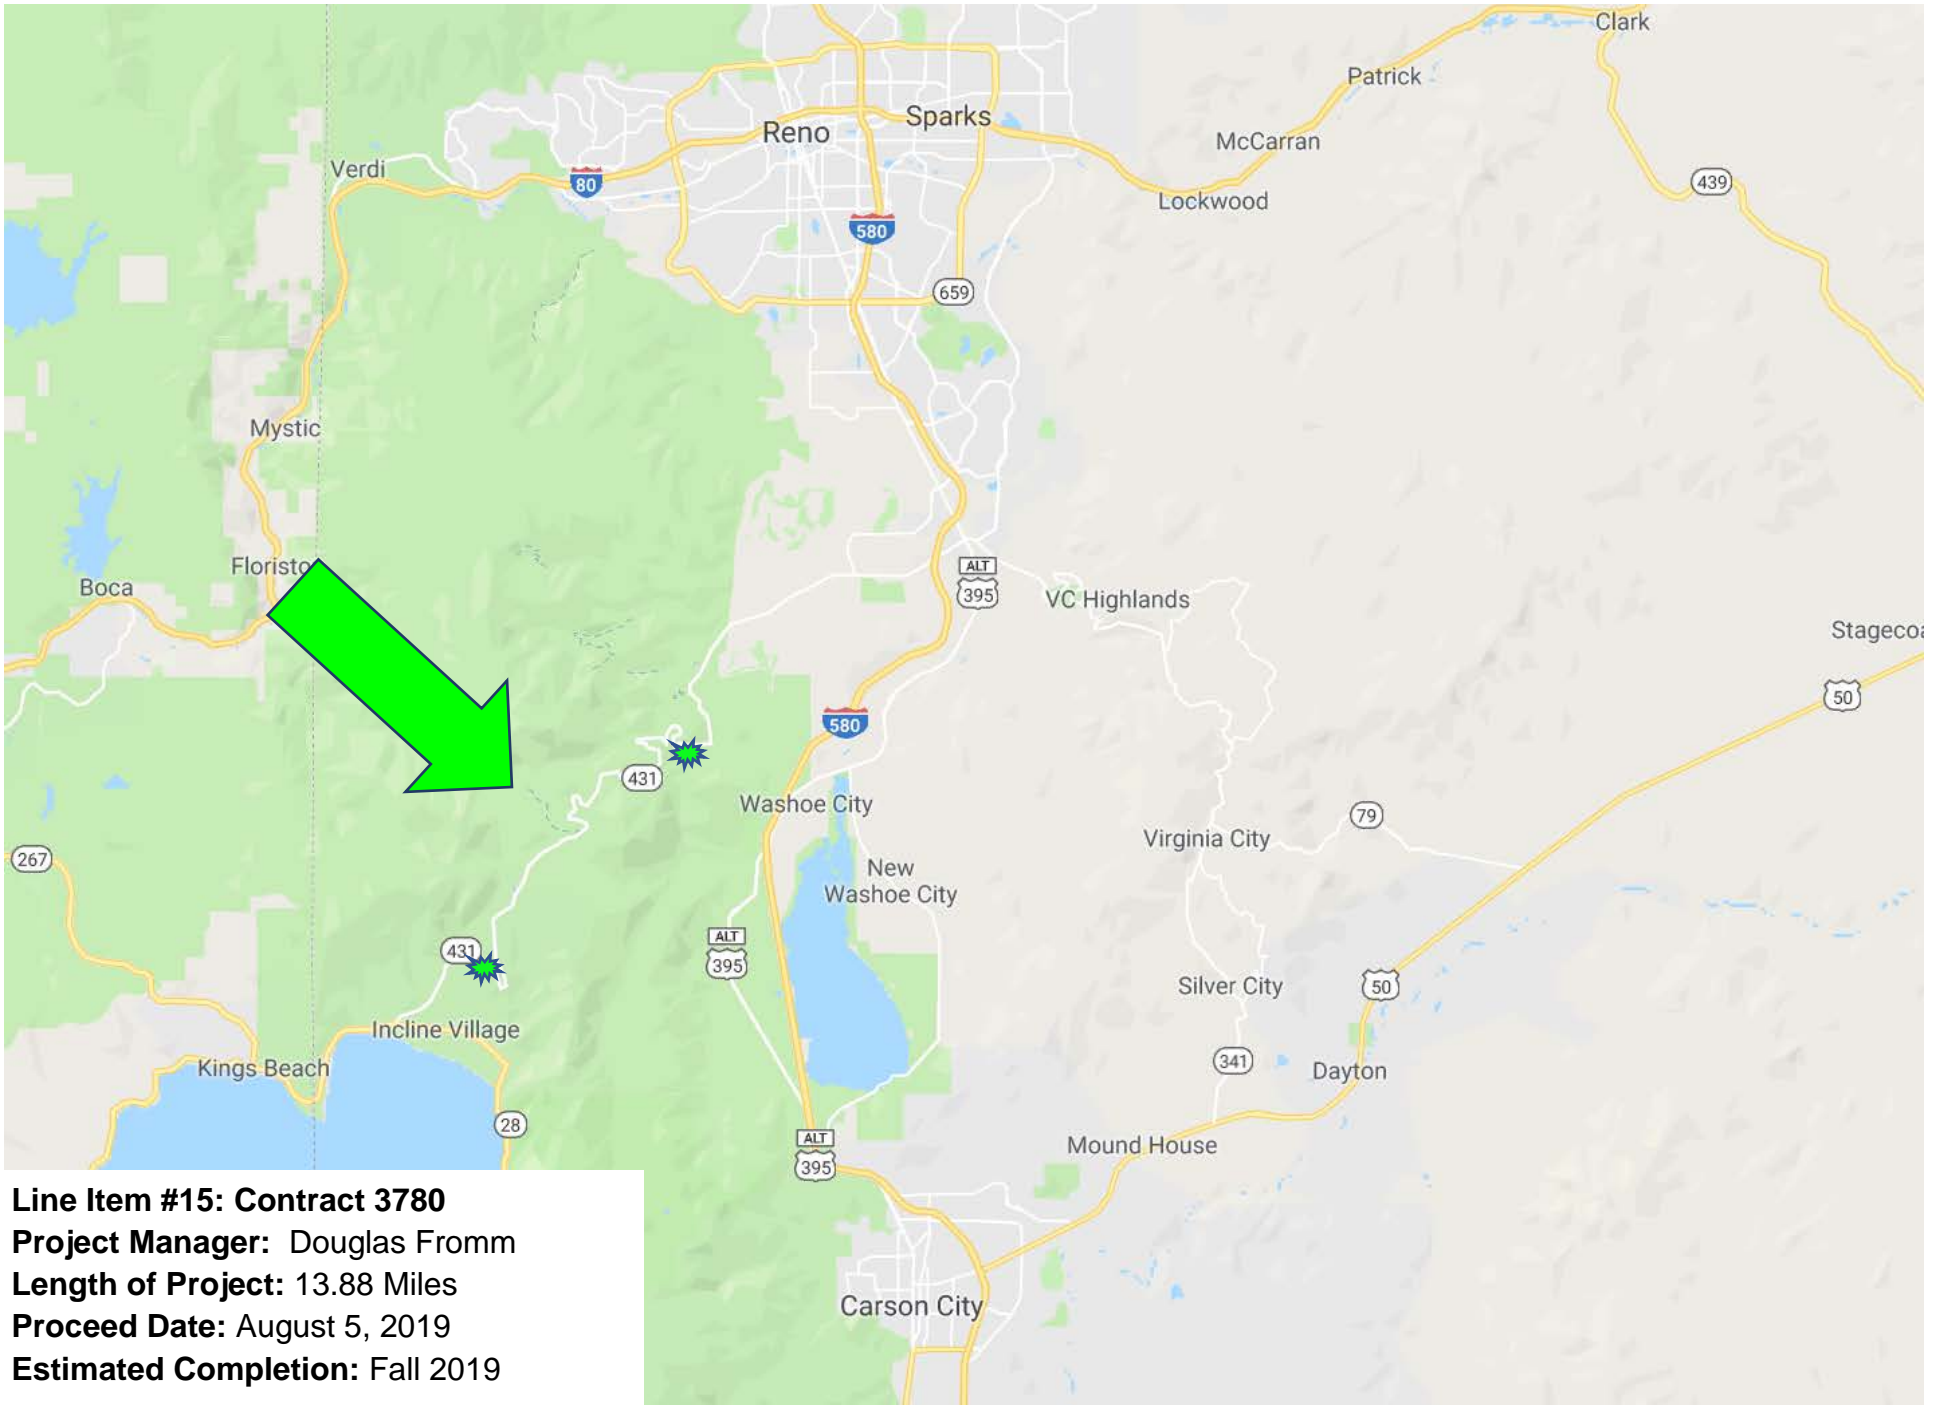 Clark
Patrick
Sparks
Reno
McCarran
Verdi
80
439
Lockwood
580
659
Mystic
Floristo
ALT
395
Boca
VC Highlands
Stagecoa
50
580
431
Washoe City
79
Virginia City
267
New
Washoe City
ALT
395
431
Silver City
50
Incline Village
Kings Beach
341
Dayton
28
ALT
395
Mound House
Line Item #15: Contract 3780
Project Manager: Douglas Fromm
Length of Project: 13.88 Miles
Proceed Date: August 5, 2019
Estimated Completion: Fall 2019
Carson City